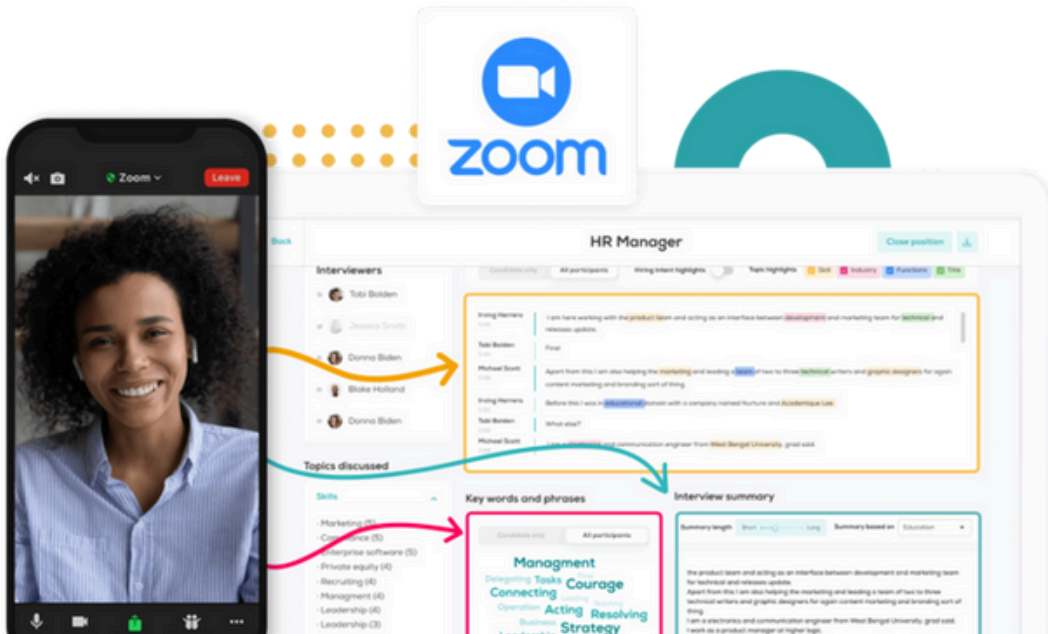 zoom
Zoom
Leave
Back
HR Manager
Close position
Interviewers
Tobi Bolden
Jessica Smith
Donna Biden
Blake Holland
Donna Biden
Candidate only
All participants
Hiring intent highlights
Topic highlights
Skill
Industry
Functions
Title
Irving Herrera
I am here working with the product team and acting as an interface between development and marketing team for technical and
releases update.
Tobi Bolden
Fine!
Michael Scott
Apart from this I am also helping the marketing and leading a team of two to three technical writers and graphic designers for again
content marketing and branding sort of thing.
Irving Herrera
Before this I was in educational domain with a company named Nurture and Academique Lee.
Tobi Bolden
What else?
Michael Scott
and communication engineer from West Bengal University, grad said.
Topics discussed
Skills
· Marketing (5)
(5)
Enterprise software (5)
· Private equity (4)
· Recruiting (4)
· Managment (4)
· Leadership (4)
· Leadership (3)
Key words and phrases
Candidate only
All participants
Managment
Delegating Tasks
Courage
Connecting
Leading
Operation Acting
Resolving
Business
Strategy
Leadership
Interview summary
Summary length
Short
Long
Summary based on
Education
the product team and acting as an interface between development and marketing team
for technical and releases update.
Apart from this I am also helping the marketing and leading a team of two to three
technical writers and graphic designers for again content marketing and branding sort of
thing.
I am a electronics and communication engineer from West Bengal University, grad said.
I work as a product manager at higher logic.